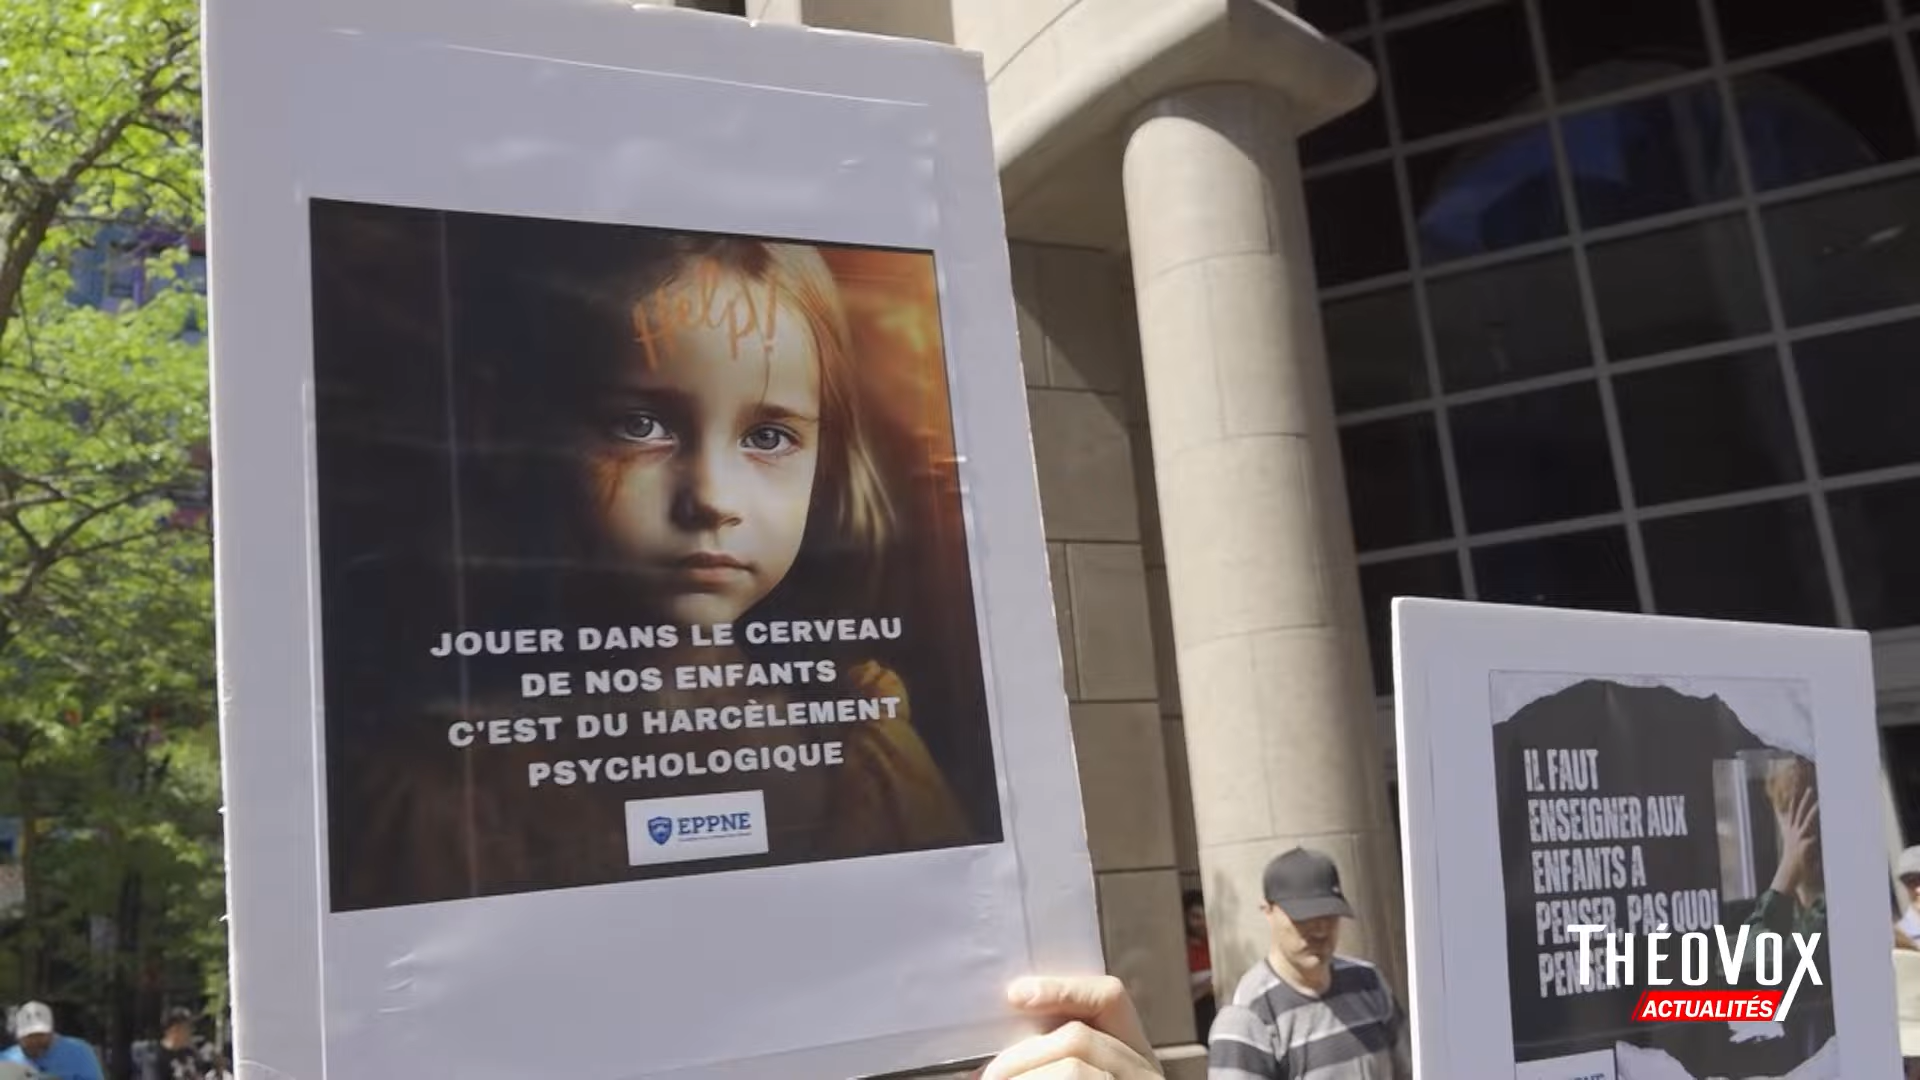 Help!
JOUER DANS LE CERVEAU
DE NOS ENFANTS
C'EST DU HARCÈLEMENT
PSYCHOLOGIQUE
EPPNE
IL FAUT
ENSEIGNER AUX
ENFANTS A
PENSER, PAS QUOI
PENSER
THÉOVOX
ACTUALITÉS